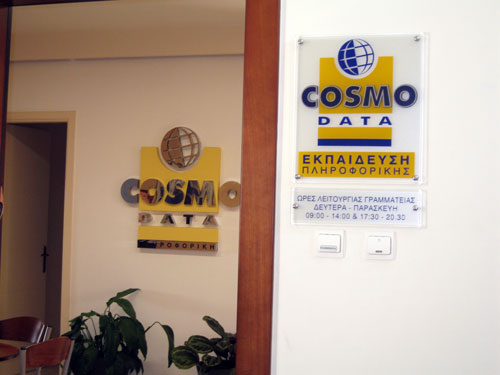 COSMO
DATA
ΕΚΠΑΙΔΕΥΣΗ
ΠΛΗΡΟΦΟΡΙΚΗΣ
ΩΡΕΣ ΛΕΙΤΟΥΡΓΙΑΣ ΓΡΑΜΜΑΤΕΙΑΣ
ΔΕΥΤΕΡΑ - ΠΑΡΑΣΚΕΥΗ
09:00 - 14:00 & 17:30 - 20:30
COSMO
DATA